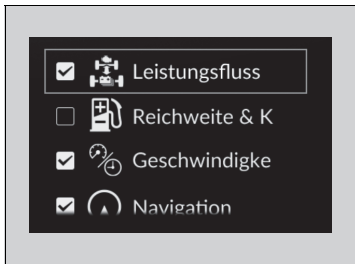 Leistungsfluss
Reichweite & K
Geschwindigke
Navigation